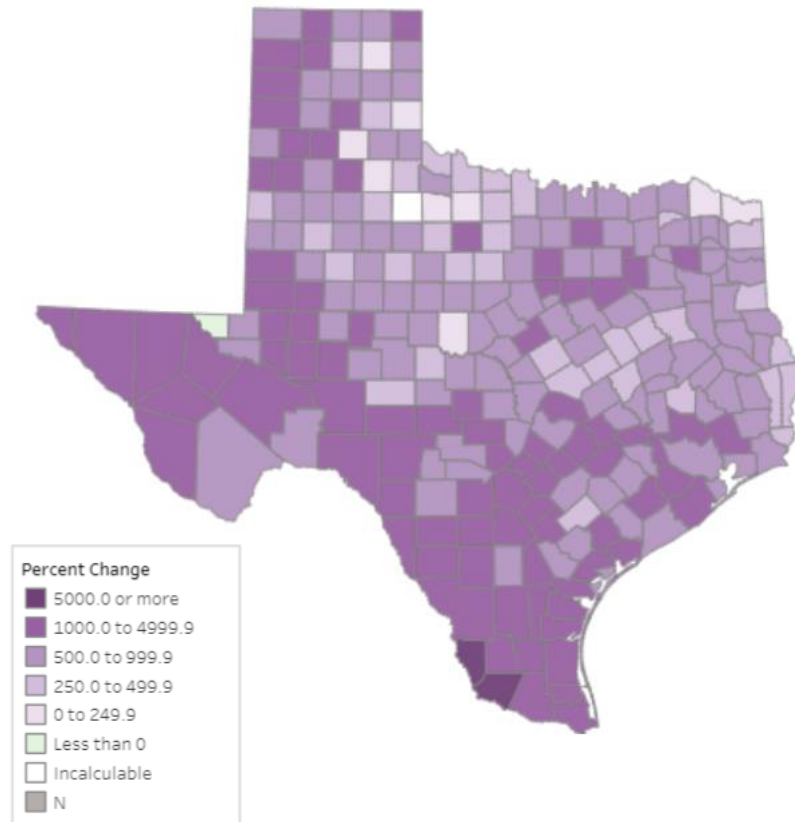 Percent Change
5000.0 or more
1000.0 to 4999.9
500.0 to 999.9
250.0 to 499.9
0 to 249.9
Less than 0
Incalculable
N